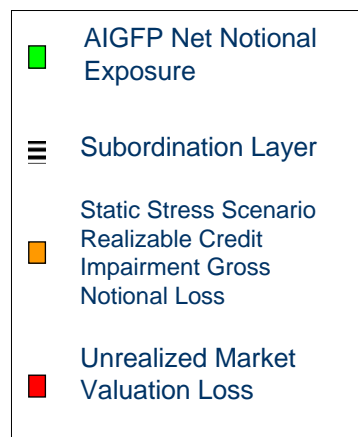 AIGFP Net Notional
Exposure
Subordination Layer
Static Stress Scenario
Realizable Credit
Impairment Gross
Notional Loss
Unrealized Market
Valuation Loss